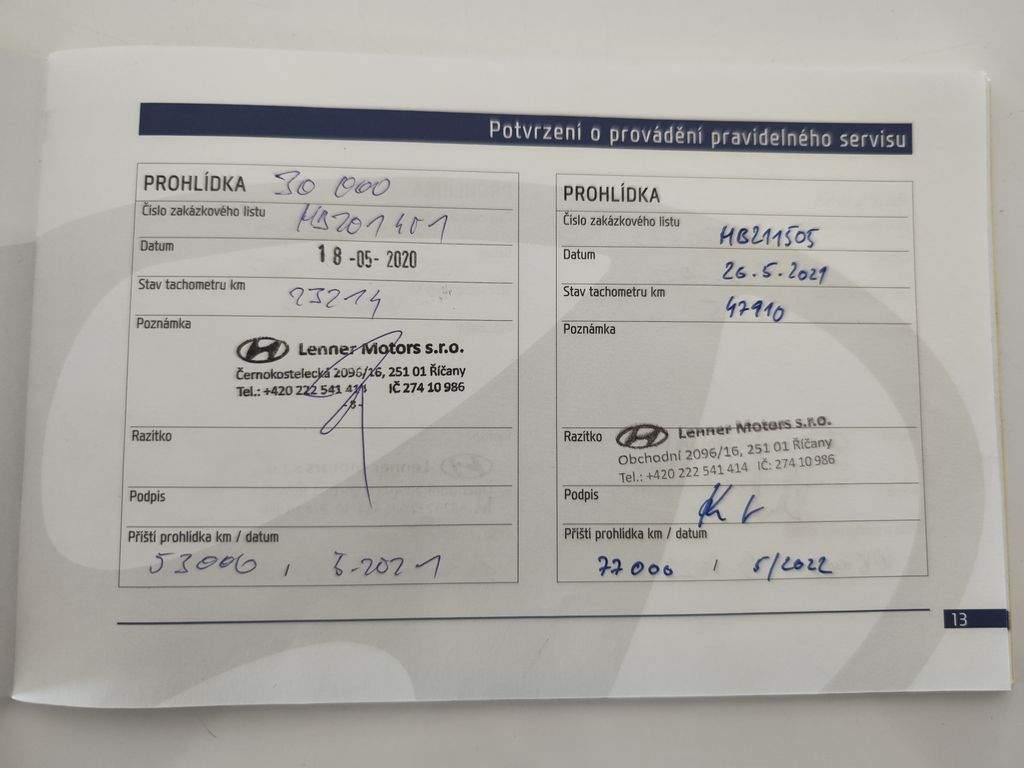 Potvrzení o provádění pravidelného servisu
PROHLÍDKA 30 000
Číslo zakázkového listu HB201401
Datum 18 -05- 2020
Stav tachometru km 23214
Poznámka
Lenner Motors s.r.o.
Černokostelecká 2096/16, 251 01 Říčany
Tel.: +420 222 541 414 IČ 274 10 986
-8-
Razítko
Podpis
Příští prohlídka km / datum
53000 , 5.2021
PROHLÍDKA
Číslo zakázkového listu HB211505
Datum 26.5.2021
Stav tachometru km 47910
Poznámka
Razítko
Lenner Motors s.r.o.
Obchodní 2096/16, 251 01 Říčany
Tel.: +420 222 541 414 IČ: 274 10 986
Podpis
Příští prohlídka km / datum
77000 , 5/2022
13